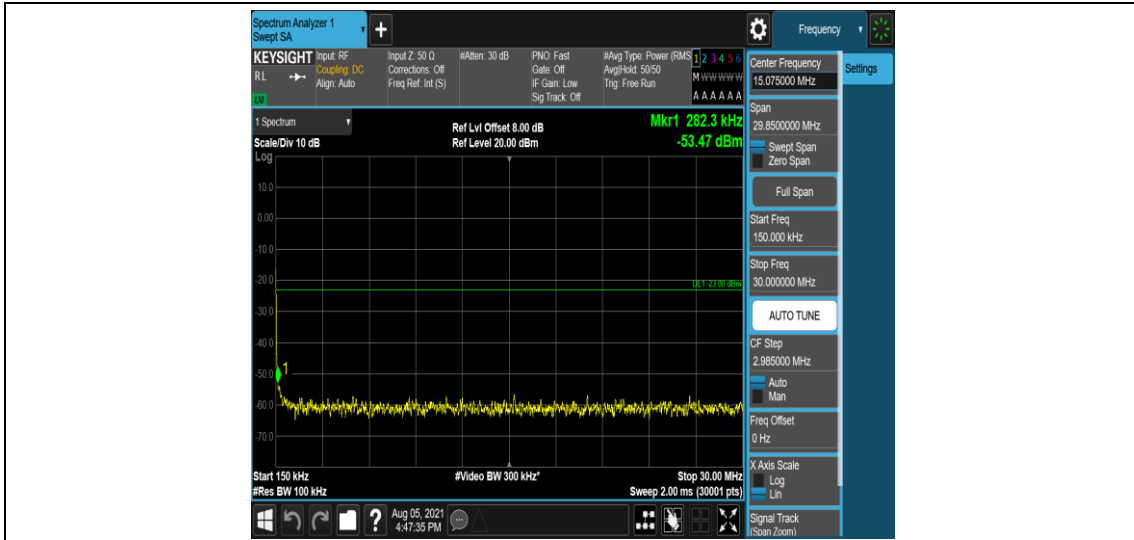 Spectrum Analyzer 1
Swept SA
Frequency
KEYSIGHT
RL
Input: RF
Coupling: DC
Align: Auto
Input Z: 50 Ω
Corrections: Off
Freq Ref: Int (S)
#Atten: 30 dB
PNO: Fast
Gate: Off
IF Gain: Low
Sig Track: Off
#Avg Type: Power (RMS
Avg|Hold: 50/50
Trig: Free Run
1 2 3 4 5 6
M W W W W W
A A A A A A
Center Frequency
15.075000 MHz
Settings
Span
29.8500000 MHz
Swept Span
Zero Span
Full Span
Start Freq
150.000 kHz
Stop Freq
30.000000 MHz
AUTO TUNE
CF Step
2.985000 MHz
Auto
Man
Freq Offset
0 Hz
X Axis Scale
Log
Lin
Signal Track
(Span Zoom)
1 Spectrum
Scale/Div 10 dB
Log
Ref Lvl Offset 8.00 dB
Ref Level 20.00 dBm
Mkr1 282.3 kHz
-53.47 dBm
10.0
0.00
-10.0
-20.0
DL1 -23.00 dBm
-30.0
-40.0
-50.0
1
-60.0
-70.0
Start 150 kHz
#Video BW 300 kHz*
Stop 30.00 MHz
#Res BW 100 kHz
Sweep 2.00 ms (30001 pts)
?
Aug 05, 2021
4:47:35 PM